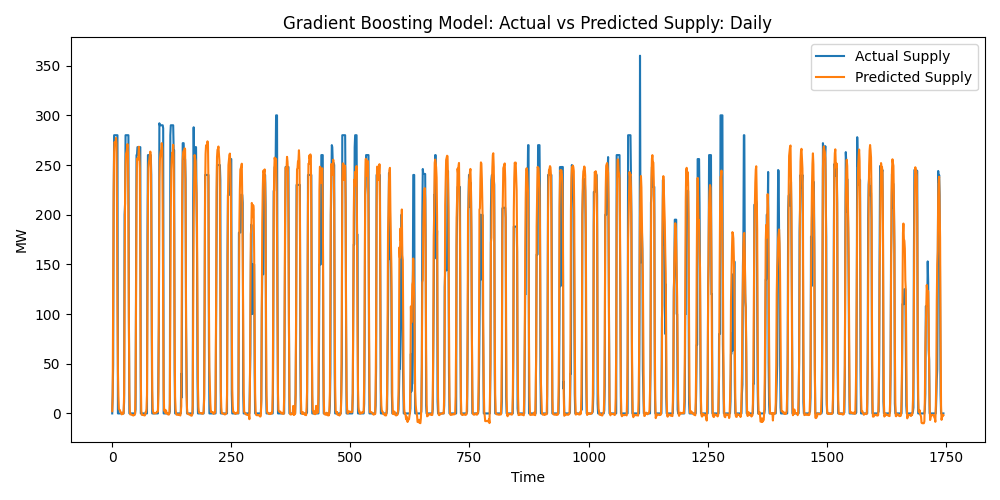 Gradient Boosting Model: Actual vs Predicted Supply: Daily
Actual Supply
Predicted Supply
MW
350
300
250
200
150
100
50
0
0 250 500 750 1000 1250 1500 1750
Time